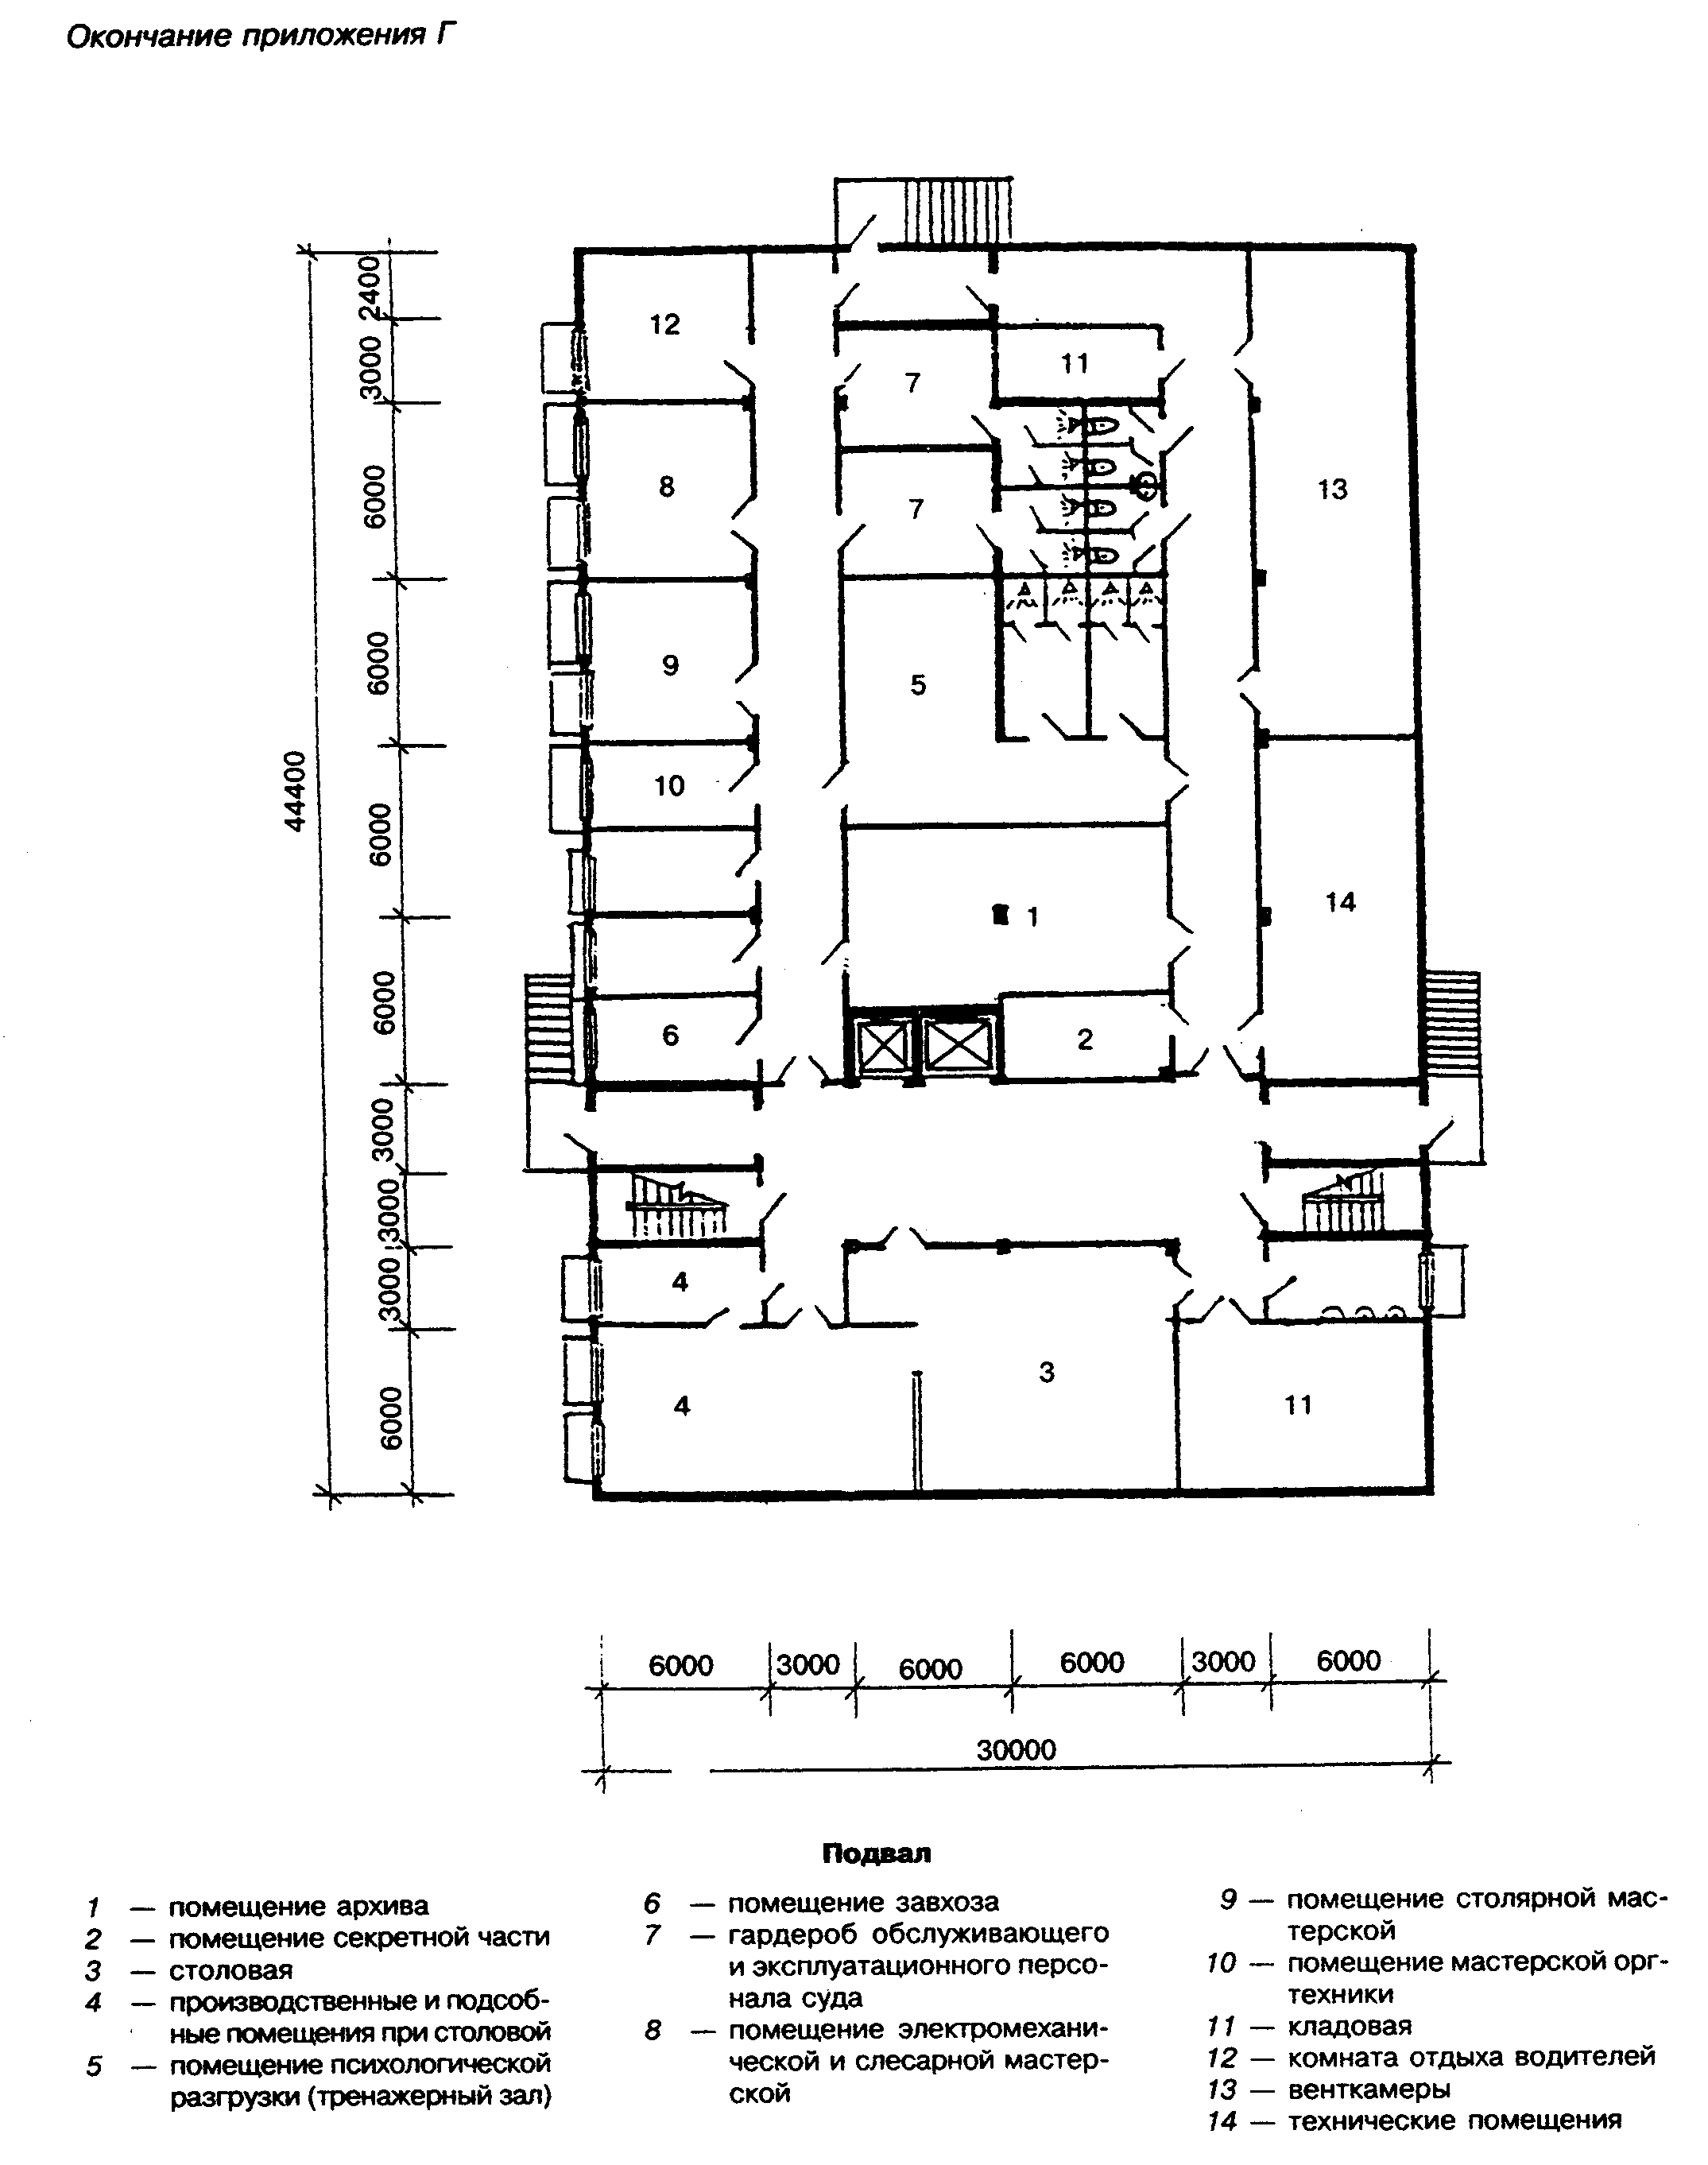 Окончание приложения Г
2400
3000
6000
6000
6000
6000
3000
3000
3000
6000
44400
12
7
11
8
7
13
9
5
10
1
14
6
2
4
3
4
11
6000 3000 6000 6000 3000 6000
30000
Подвал
1 — помещение архива
2 — помещение секретной части
3 — столовая
4 — производственные и подсоб-
ные помещения при столовой
5 — помещение психологической
разгрузки (тренажерный зал)
6 — помещение завхоза
7 — гардероб обслуживающего
и эксплуатационного персо-
нала суда
8 — помещение электромехани-
ческой и слесарной мастер-
ской
9 — помещение столярной мас-
терской
10 — помещение мастерской орг-
техники
11 — кладовая
12 — комната отдыха водителей
13 — венткамеры
14 — технические помещения